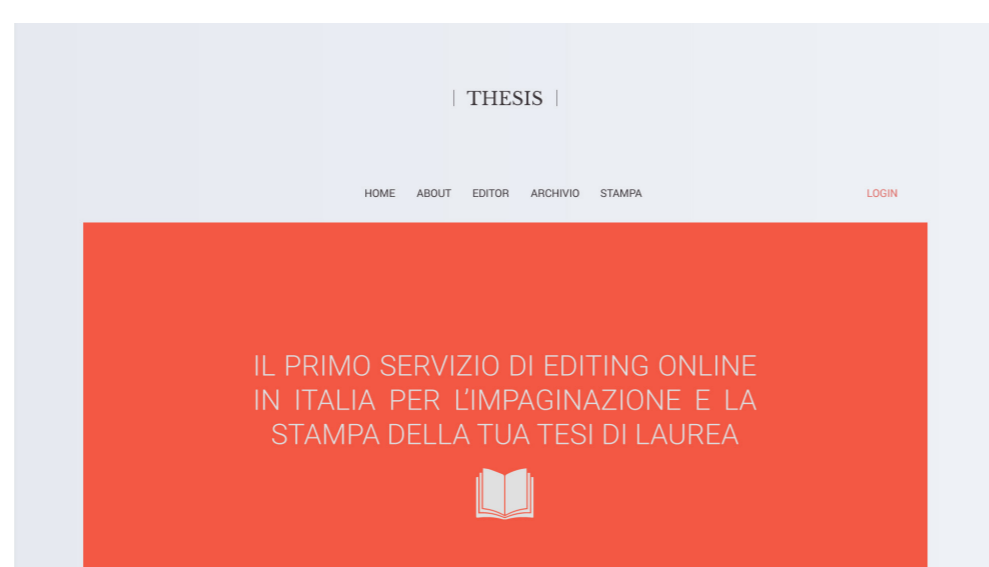 | THESIS |
HOME ABOUT EDITOR ARCHIVIO STAMPA LOGIN
IL PRIMO SERVIZIO DI EDITING ONLINE
IN ITALIA PER L’IMPAGINAZIONE E LA
STAMPA DELLA TUA TESI DI LAUREA